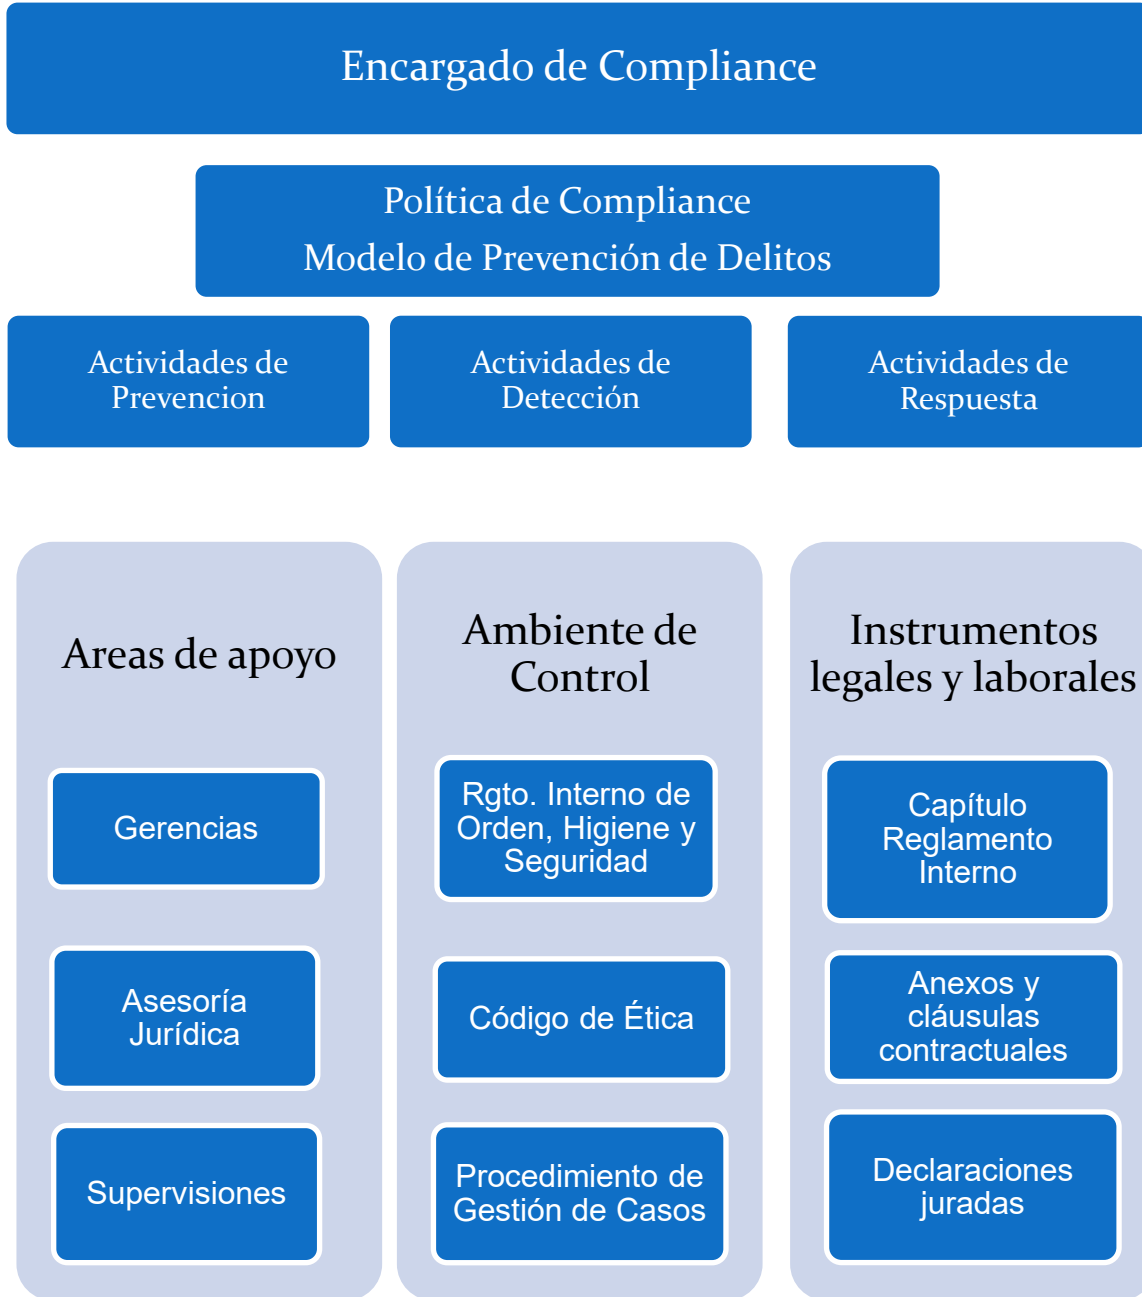 Encargado de Compliance
Política de Compliance
Modelo de Prevención de Delitos
Actividades de
Prevencion
Actividades de
Detección
Actividades de
Respuesta
Areas de apoyo
Gerencias
Asesoría
Jurídica
Supervisiones
Ambiente de
Control
Rgto. Interno de
Orden, Higiene y
Seguridad
Código de Ética
Procedimiento de
Gestión de Casos
Instrumentos
legales y laborales
Capítulo
Reglamento
Interno
Anexos y
cláusulas
contractuales
Declaraciones
juradas